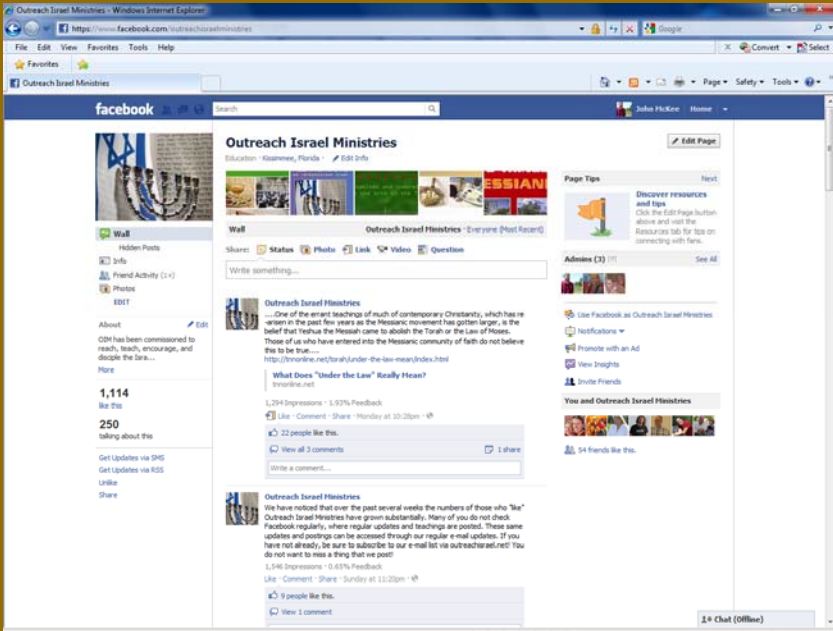 Outreach Israel Ministries - Windows Internet Explorer
https://www.facebook.com/outreachisraelministries
Google
File Edit View Favorites Tools Help
Convert Select
Favorites
Outreach Israel Ministries
Page Safety Tools
facebook
Search
John McKee Home
Outreach Israel Ministries
Education · Kissimmee, Florida · Edit Info
Edit Page
Wall
Hidden Posts
Info
Friend Activity
Photos
EDIT
About Edit
OIM has been commissioned to
reach, teach, encourage, and
disciple the Isra...
More
1,114
like this
250
talking about this
Get Updates via SMS
Get Updates via RSS
Unlike
Share
ESSIANI
Wall
Outreach Israel Ministries · Everyone (Most Recent)
Share: Status Photo Link Video Question
Write something...
Outreach Israel Ministries
....One of the errant teachings of much of contemporary Christianity, which has re
-arisen in the past few years as the Messianic movement has gotten larger, is the
belief that Yeshua the Messiah came to abolish the Torah or the Law of Moses.
Those of us who have entered into the Messianic community of faith do not believe
this to be true....
http://tnnonline.net/torah/under-the-law-mean/index.html
What Does "Under the Law" Really Mean?
tnnonline.net
1,294 Impressions · 1.93% Feedback
Like · Comment · Share · Monday at 10:28pm ·
22 people like this.
View all 3 comments
1 share
Write a comment...
Outreach Israel Ministries
We have noticed that over the past several weeks the numbers of those who "like"
Outreach Israel Ministries have grown substantially. Many of you do not check
Facebook regularly, where regular updates and teachings are posted. These same
updates and postings can be accessed through our regular e-mail updates. If you
have not already, be sure to subscribe to our e-mail list via outreachisrael.net! You
do not want to miss a thing that we post!
1,546 Impressions · 0.65% Feedback
Like · Comment · Share · Sunday at 11:20pm ·
9 people like this.
View 1 comment
Page Tips Next
Discover resources
and tips
Click the Edit Page button
above and visit the
Resources tab for tips on
connecting with fans.
Admins (3) [?] See All
Use Facebook as Outreach Israel Ministries
Notifications
Promote with an Ad
View Insights
Invite Friends
You and Outreach Israel Ministries
54 friends like this.
Chat (Offline)